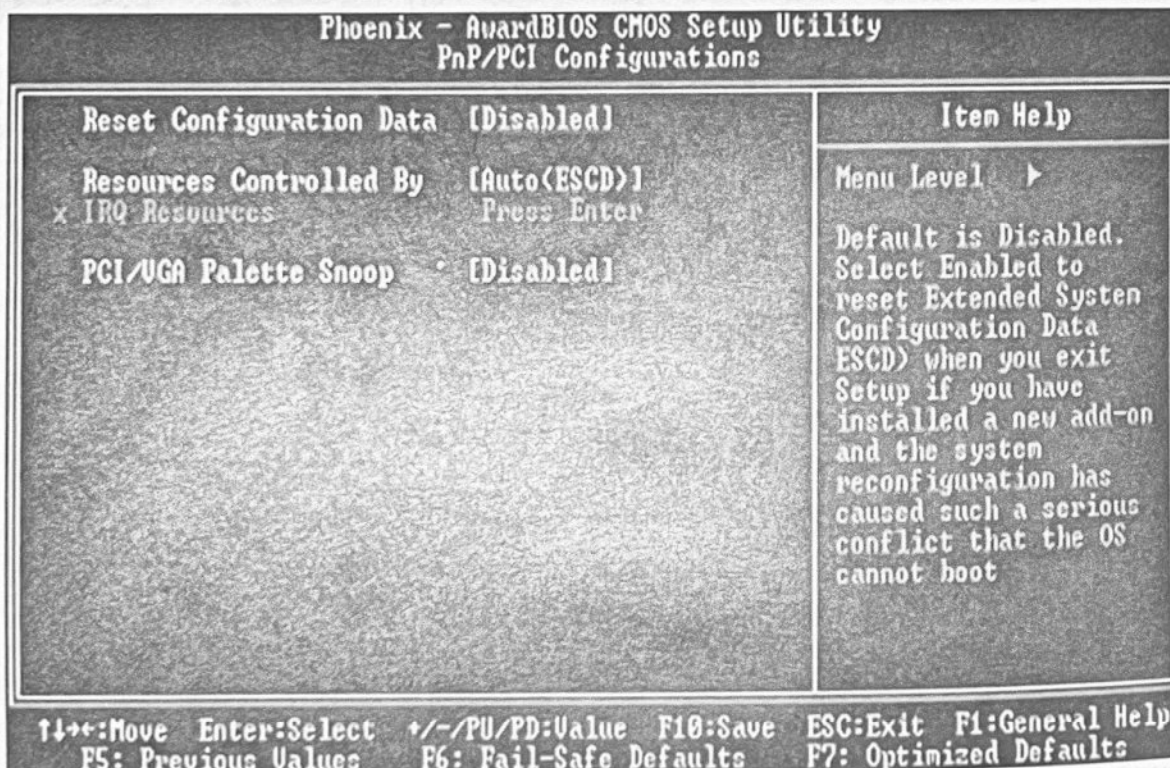 Phoenix - AwardBIOS CMOS Setup Utility
PnP/PCI Configurations
Reset Configuration Data [Disabled]
Resources Controlled By [Auto(ESCD)]
x IRQ Resources Press Enter
PCI/VGA Palette Snoop [Disabled]
Item Help
Menu Level ►
Default is Disabled.
Select Enabled to
reset Extended System
Configuration Data
ESCD) when you exit
Setup if you have
installed a new add-on
and the system
reconfiguration has
caused such a serious
conflict that the OS
cannot boot
↑↓→←:Move Enter:Select +/-/PU/PD:Value F10:Save ESC:Exit F1:General Help
F5: Previous Values F6: Fail-Safe Defaults F7: Optimized Defaults